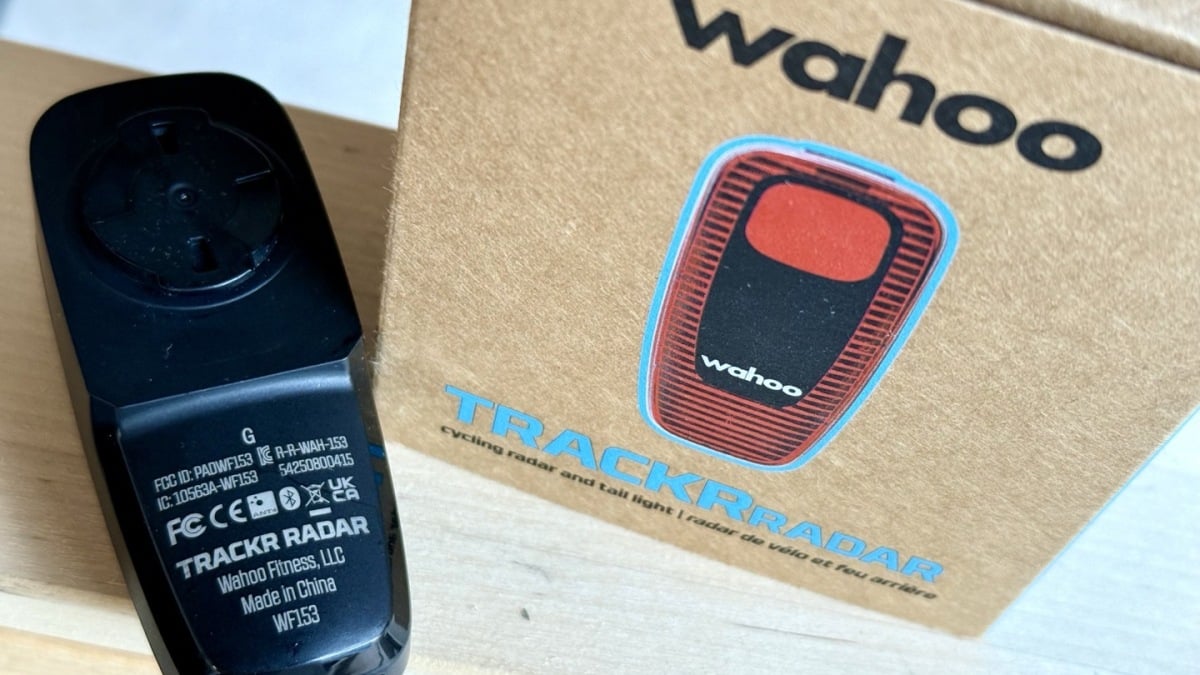 wahoo
wahoo
TRACKR RADAR
cycling radar and tail light | radar de vélo et feu arrière
G
FCC ID: PADWF153 R-R-WAH-153
IC: 10563A-WF153 54250800415
FC CE ANT+ UK CA
TRACKR RADAR
Wahoo Fitness, LLC
Made in China
WF153